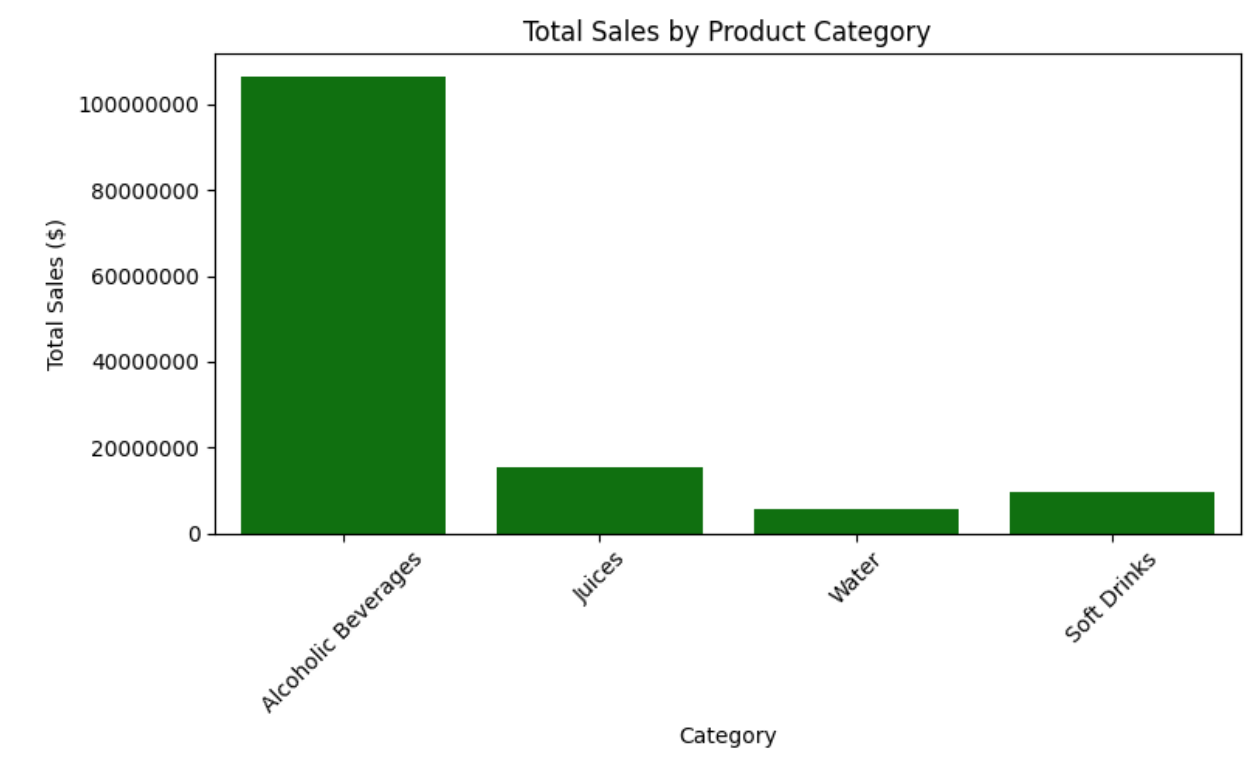 Total Sales by Product Category
Total Sales ($)
100000000
80000000
60000000
40000000
20000000
0
Alcoholic Beverages
Juices
Water
Soft Drinks
Category